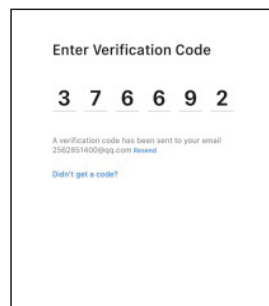 Enter Verification Code
3 7 6 6 9 2
A verification code has been sent to your email
2562851400@qq.com Resend
Didn't get a code?